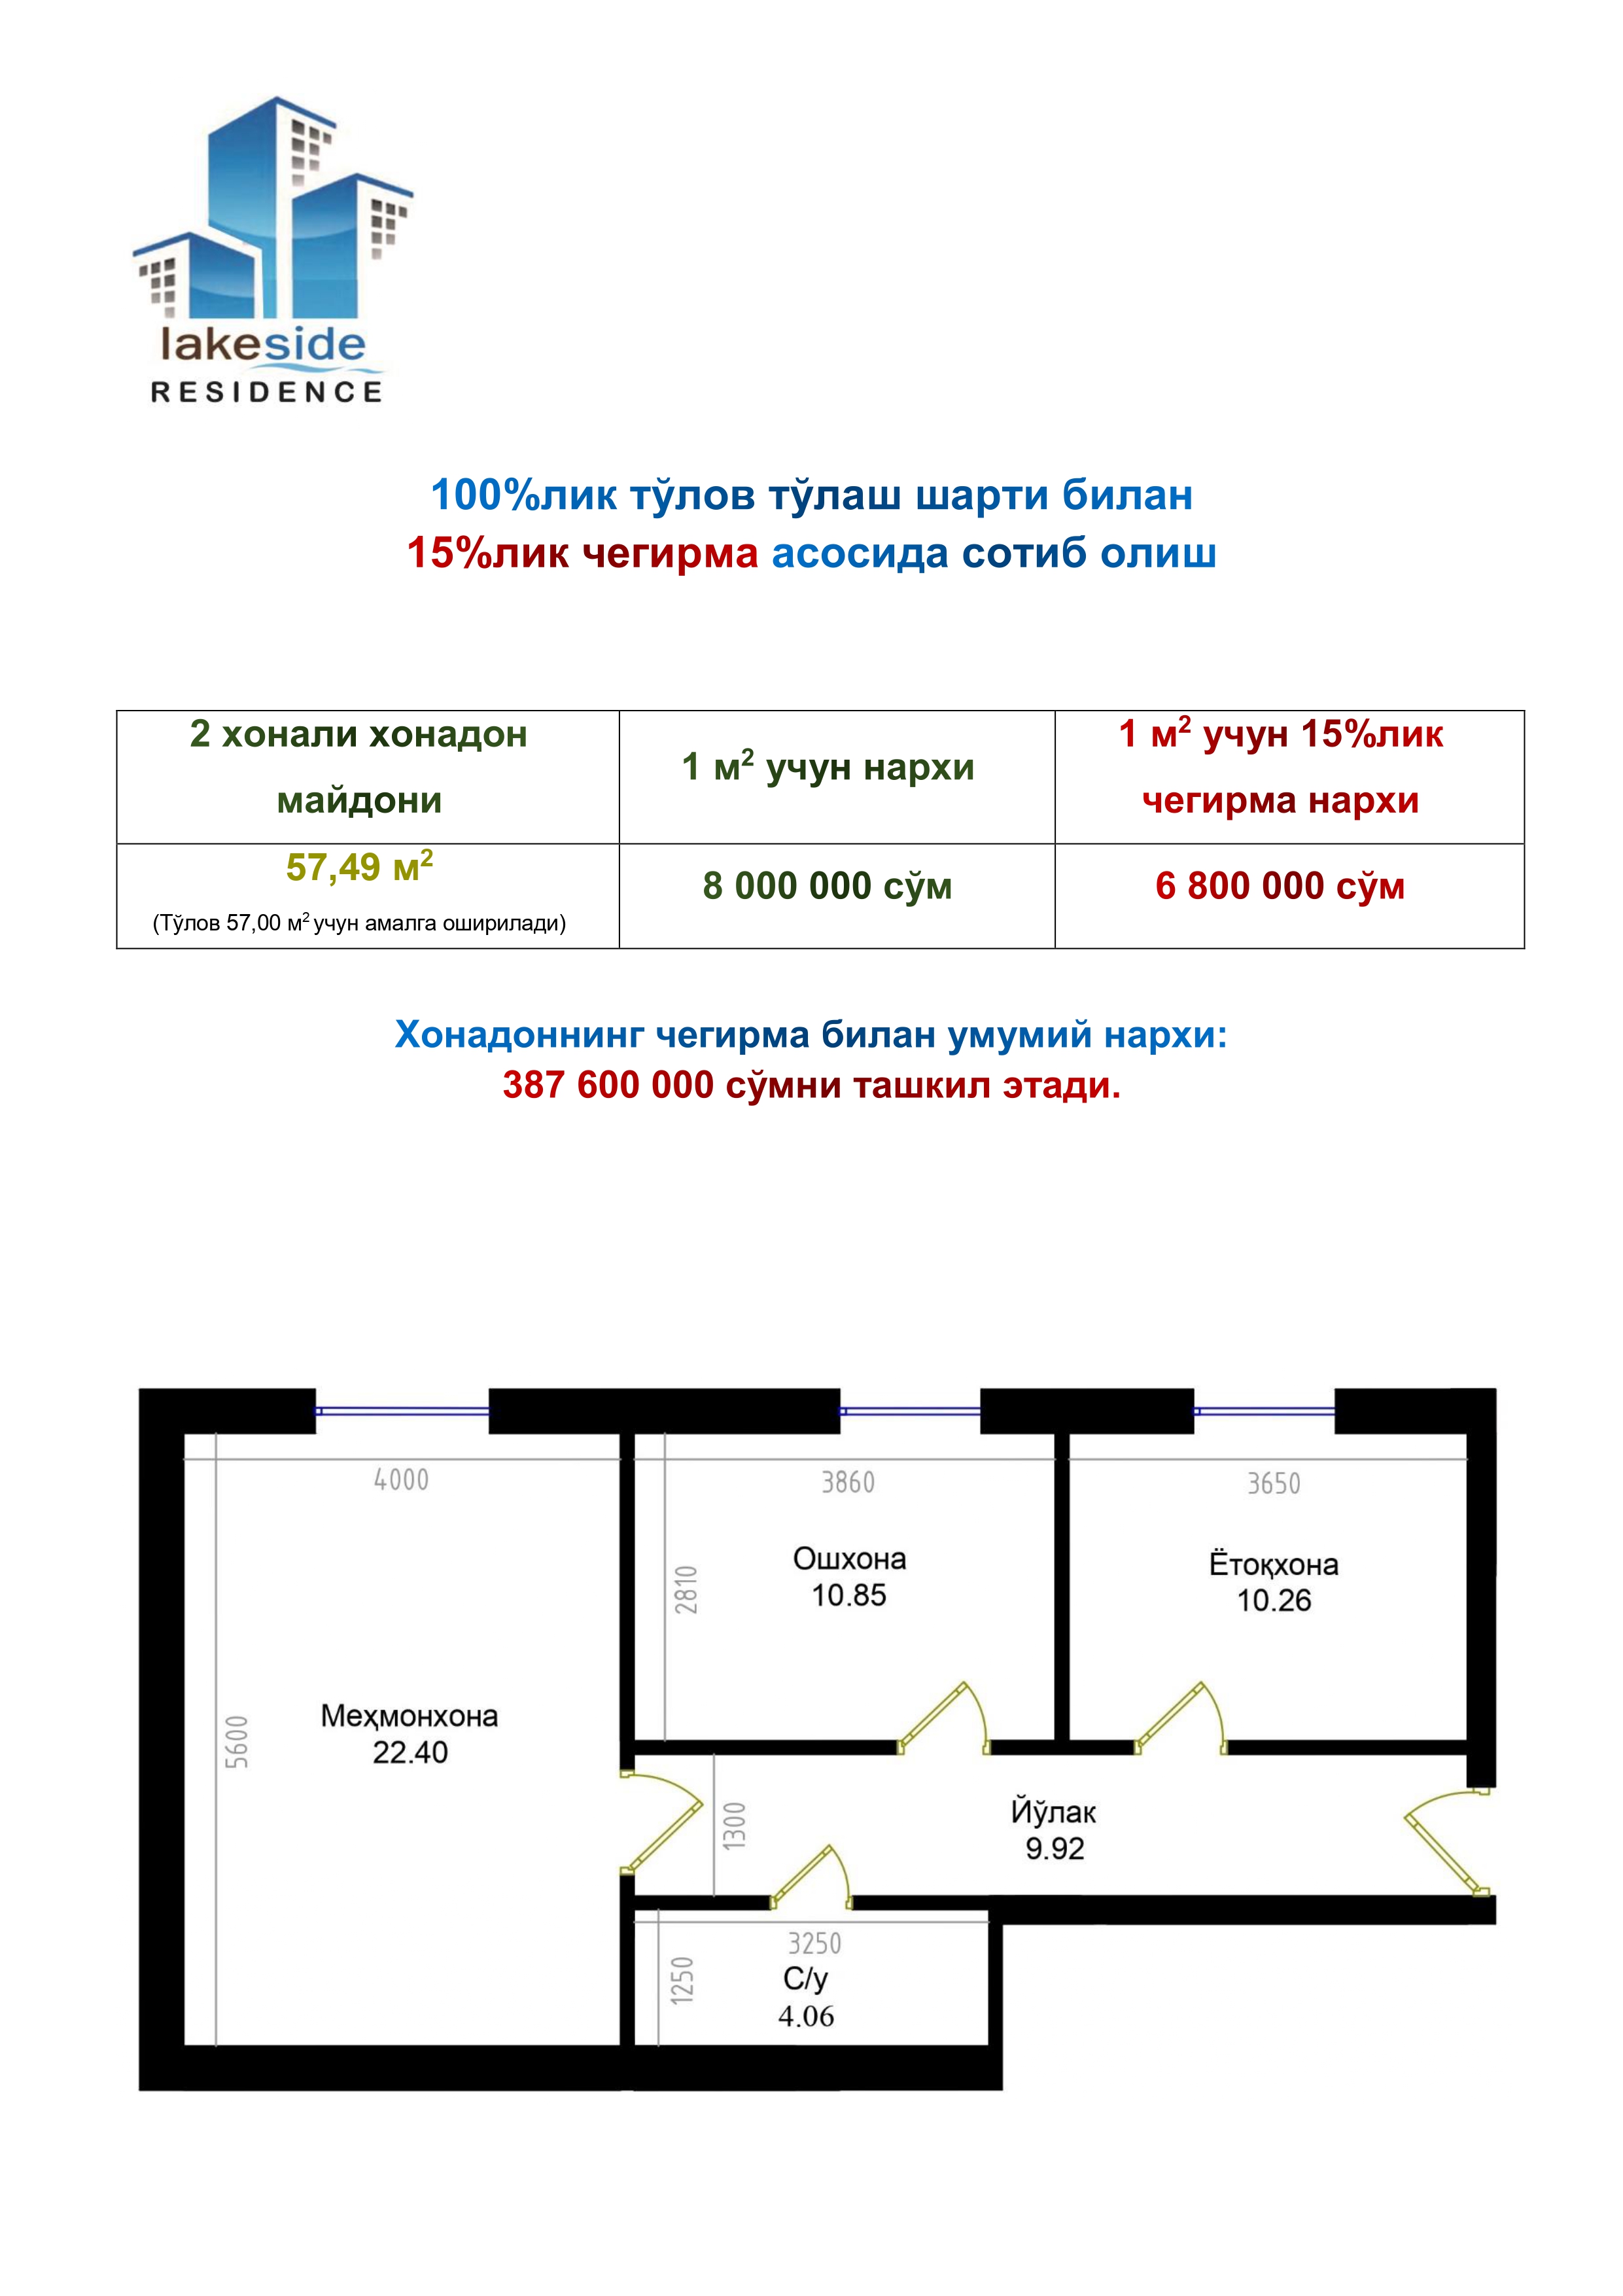 lakeside
RESIDENCE
100%лик тўлов тўлаш шарти билан
15%лик чегирма асосида сотиб олиш
2 хонали хонадон
майдони
1 м² учун нархи
1 м² учун 15%лик
чегирма нархи
57,49 м²
(Тўлов 57,00 м² учун амалга оширилади)
8 000 000 сўм
6 800 000 сўм
Хонадоннинг чегирма билан умумий нархи:
387 600 000 сўмни ташкил этади.
4000
3860
3650
5600
Меҳмонхона
22.40
2810
Ошхона
10.85
Ётоқхона
10.26
1300
Йўлак
9.92
3250
1250
С/у
4.06